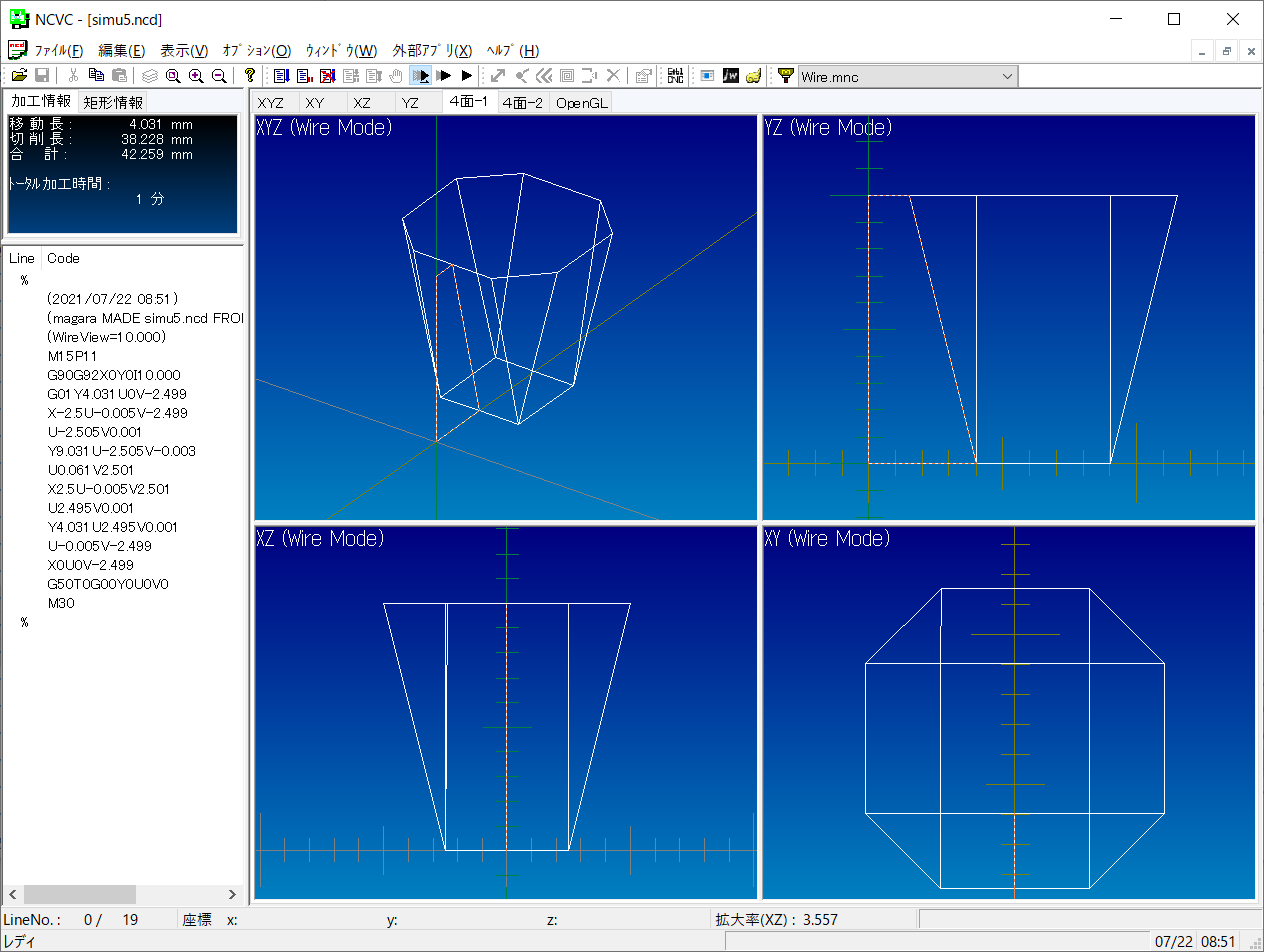 NCVC - [simu5.ncd]
ﾌｧｲﾙ(F) 編集(E) 表示(V) ｵﾌﾟｼｮﾝ(O) ｳｨﾝﾄﾞｳ(W) 外部ｱﾌﾟﾘ(X) ﾍﾙﾌﾟ(H)
Wire.mnc
加工情報 矩形情報
移 動 長 : 4.031 mm
切 削 長 : 38.228 mm
合 計 : 42.259 mm
ﾄｰﾀﾙ加工時間 :
1 分
Line Code
%
(2021/07/22 08:51)
(magara MADE simu5.ncd FROI
(WireView=10.000)
M15P11
G90G92X0Y0I10.000
G01Y4.031U0V-2.499
X-2.5U-0.005V-2.499
U-2.505V0.001
Y9.031U-2.505V-0.003
U0.061V2.501
X2.5U-0.005V2.501
U2.495V0.001
Y4.031U2.495V0.001
U-0.005V-2.499
X0U0V-2.499
G50T0G00Y0U0V0
M30
%
XYZ XY XZ YZ 4面-1 4面-2 OpenGL
XYZ (Wire Mode)
YZ (Wire Mode)
XZ (Wire Mode)
XY (Wire Mode)
LineNo. : 0 / 19 座標 x: y: z: 拡大率(XZ) : 3.557
ﾚﾃﾞｨ 07/22 08:51